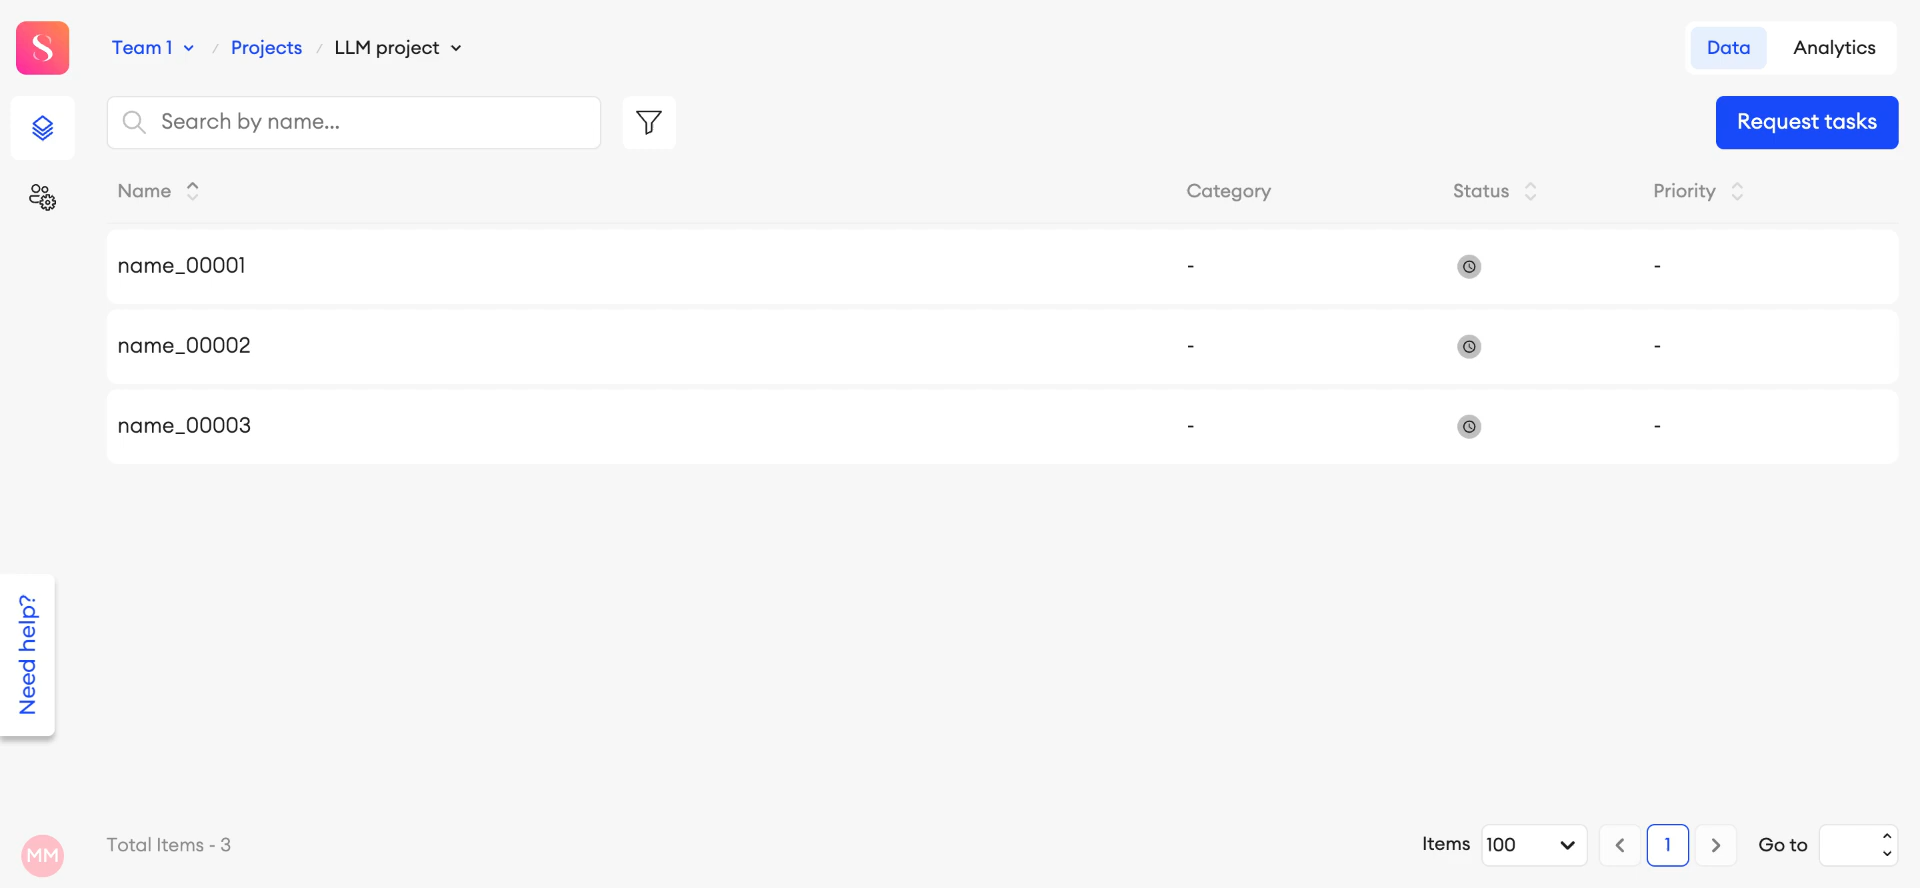 S
Team 1 / Projects / LLM project
Data Analytics
Search by name...
Request tasks
Name Category Status Priority
name_00001 - -
name_00002 - -
name_00003 - -
Need help?
MM
Total Items - 3
Items 100 1 Go to